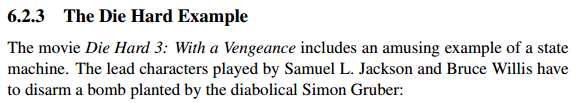 6.2.3 The Die Hard Example
The movie Die Hard 3: With a Vengeance includes an amusing example of a state
machine. The lead characters played by Samuel L. Jackson and Bruce Willis have
to disarm a bomb planted by the diabolical Simon Gruber: